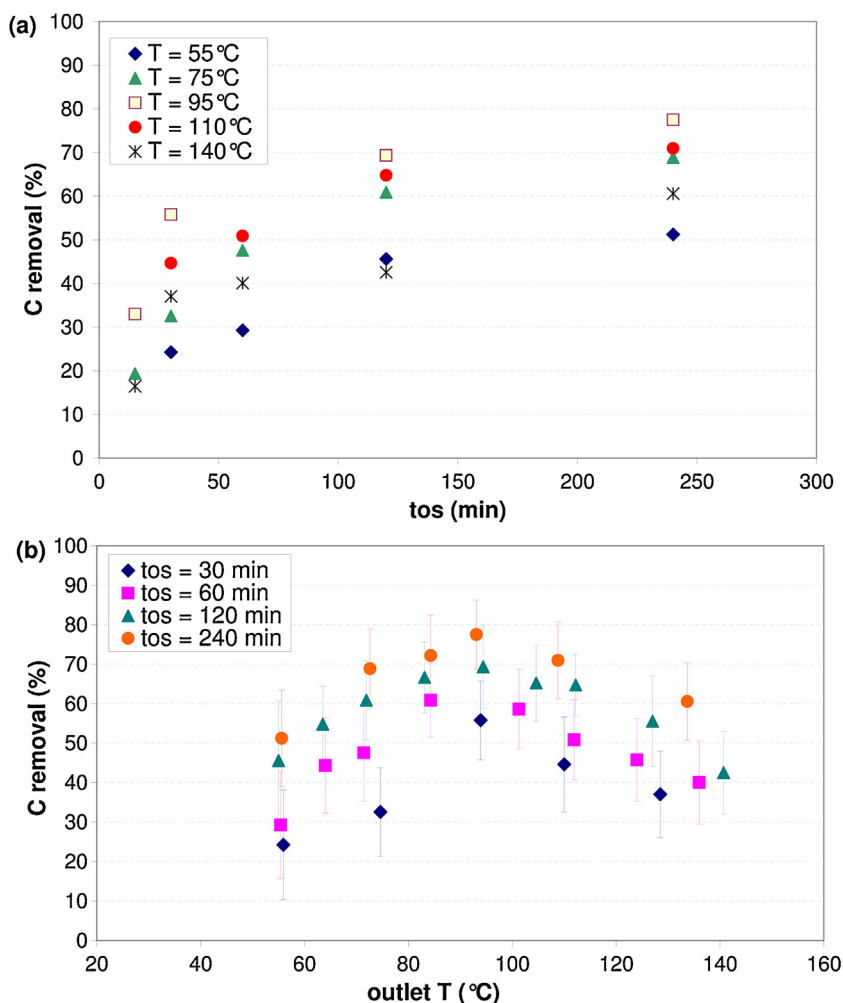 (a)
100
90
80
70
60
50
40
30
20
10
0
C removal (%)
T = 55°C
T = 75°C
T = 95°C
T = 110°C
T = 140°C
0 50 100 150 200 250 300
tos (min)
(b)
100
90
80
70
60
50
40
30
20
10
0
C removal (%)
tos = 30 min
tos = 60 min
tos = 120 min
tos = 240 min
20 40 60 80 100 120 140 160
outlet T (°C)